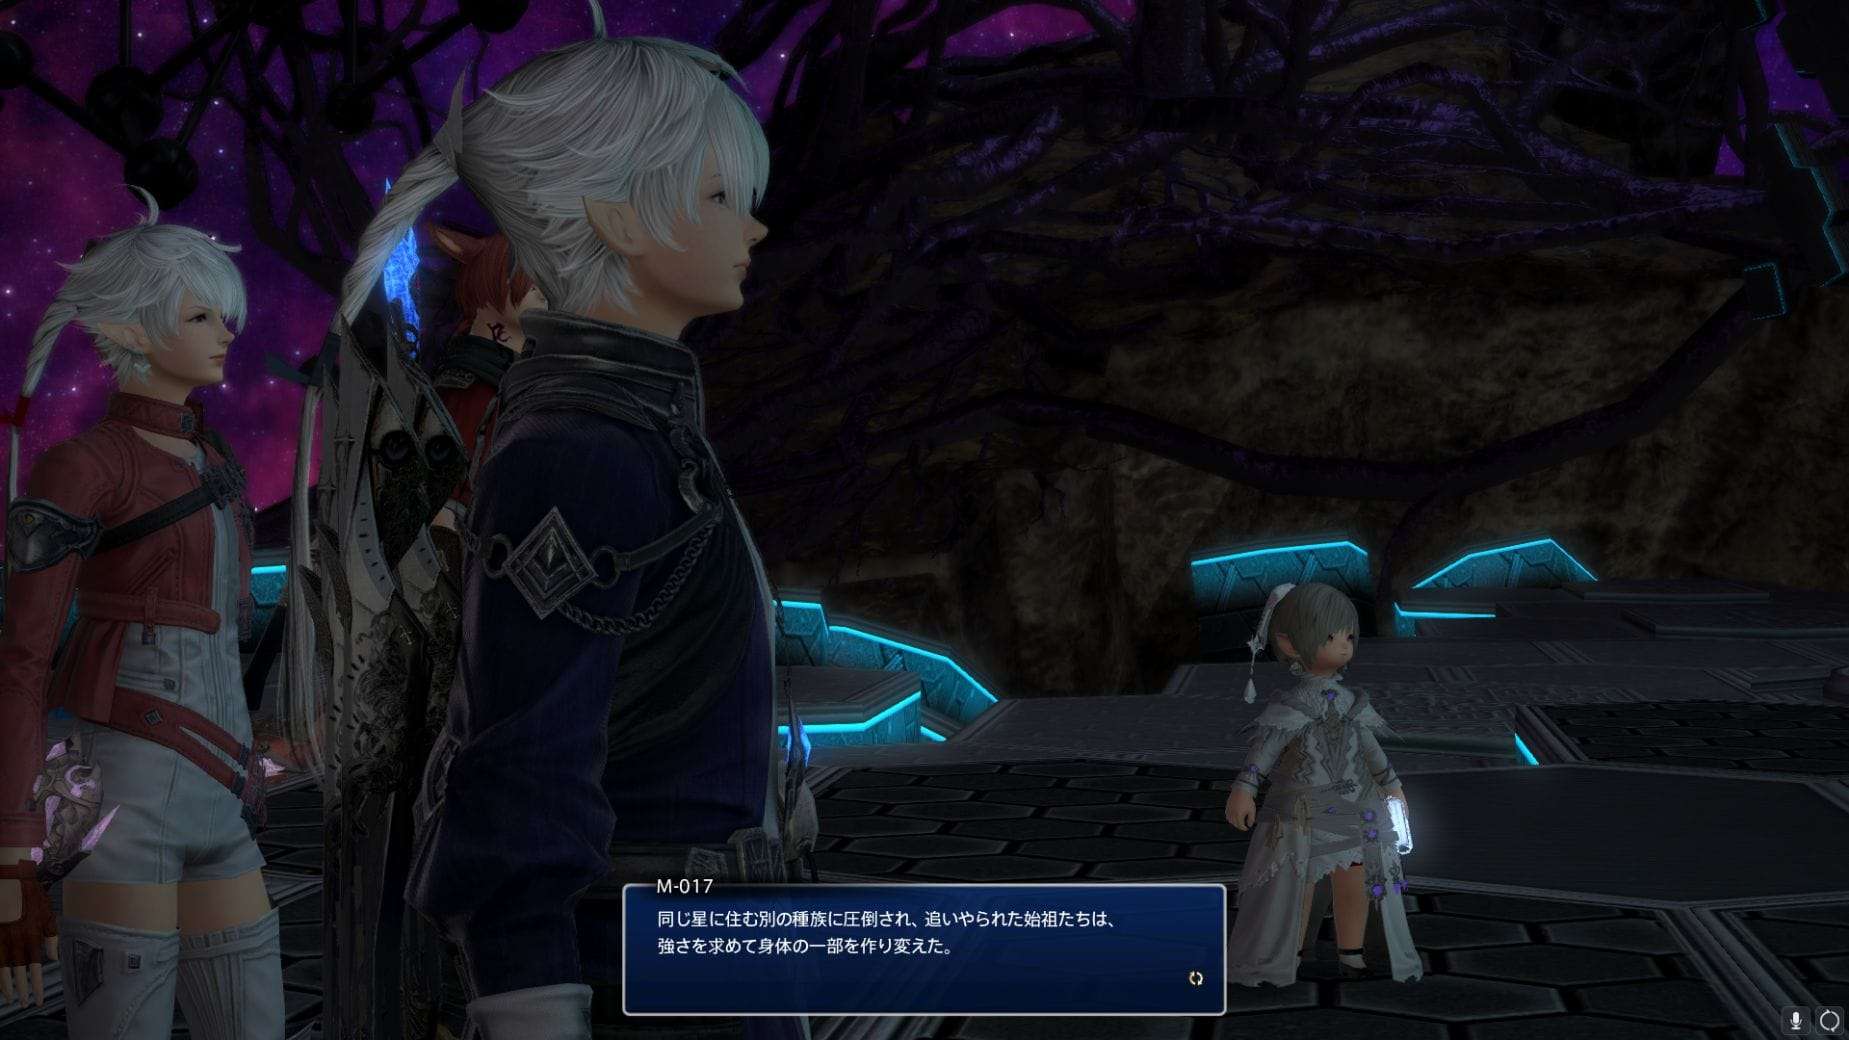 M-017
同じ星に住む別の種族に圧倒され、追いやられた始祖たちは、
強さを求めて身体の一部を作り変えた。